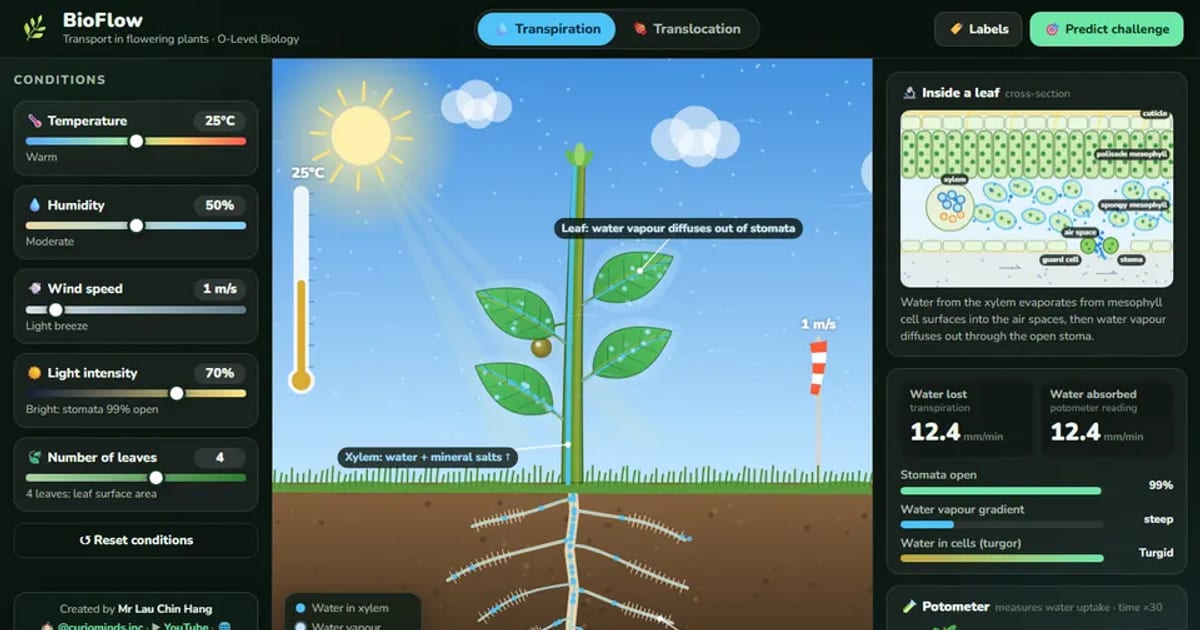 BioFlow
Transport in flowering plants · O-Level Biology
Transpiration
Translocation
Labels
Predict challenge
CONDITIONS
Temperature
25°C
Warm
Humidity
50%
Moderate
Wind speed
1 m/s
Light breeze
Light intensity
70%
Bright: stomata 99% open
Number of leaves
4
4 leaves: leaf surface area
↺ Reset conditions
Created by Mr Lau Chin Hang
@curiominds.inc · ▶ YouTube ·
25°C
Leaf: water vapour diffuses out of stomata
1 m/s
Xylem: water + mineral salts ↑
Water in xylem
Water vapour
Inside a leaf cross-section
cuticle
palisade mesophyll
xylem
spongy mesophyll
air space
guard cell
stoma
Water from the xylem evaporates from mesophyll
cell surfaces into the air spaces, then water vapour
diffuses out through the open stoma.
Water lost
transpiration
12.4 mm/min
Water absorbed
potometer reading
12.4 mm/min
Stomata open
99%
Water vapour gradient
steep
Water in cells (turgor)
Turgid
Potometer measures water uptake · time ×30